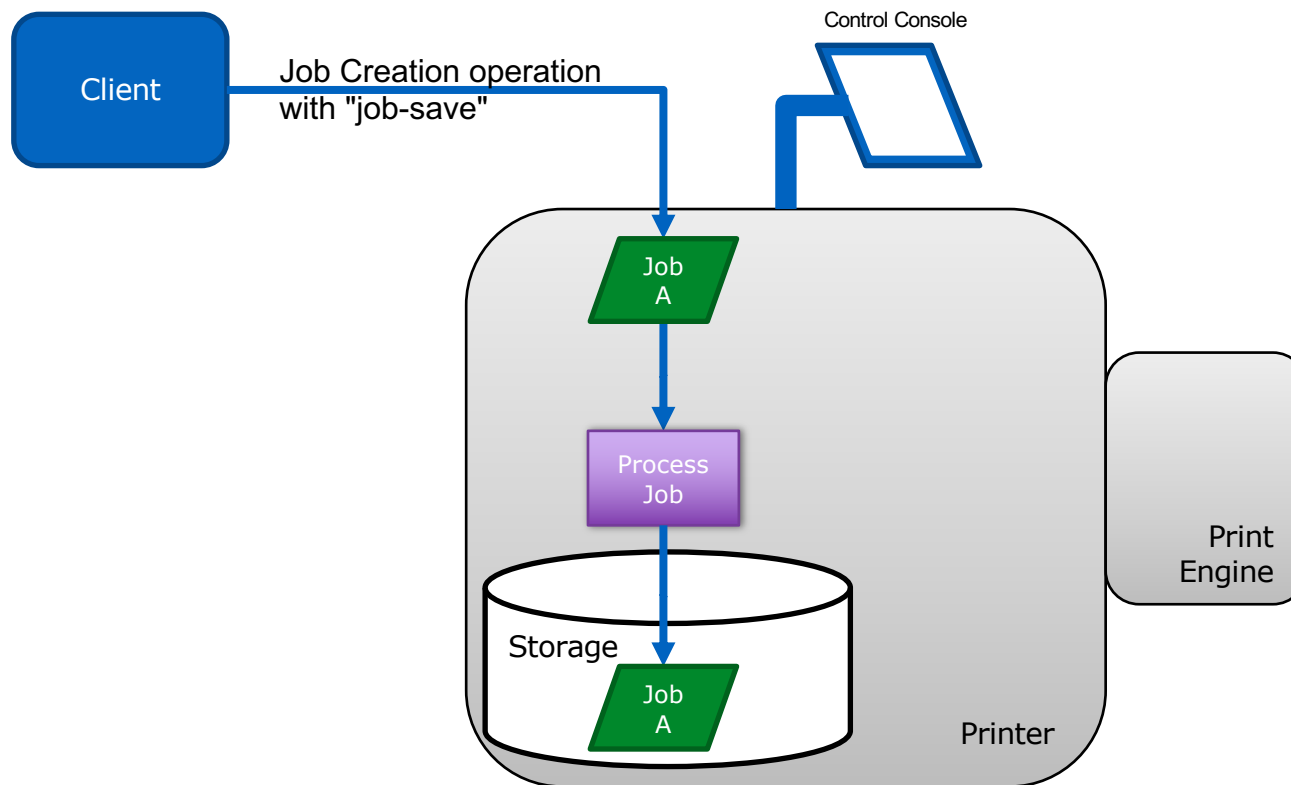 Control Console
Client
Job Creation operation
with "job-save"
Job
A
Process
Job
Storage
Job
A
Print
Engine
Printer